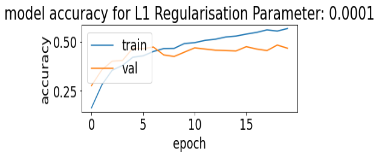 model accuracy for L1 Regularisation Parameter: 0.0001
0.50
0.25
accuracy
train
val
0
5
10
15
epoch